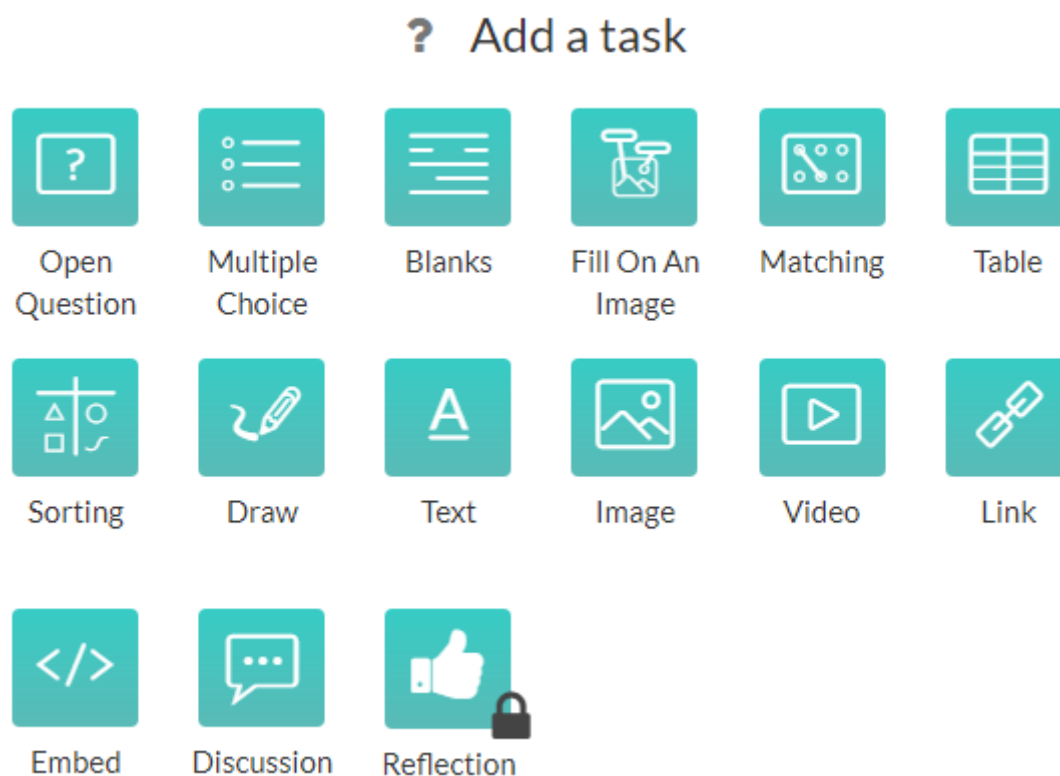 ? Add a task
?
Open Question
Multiple Choice
Blanks
Fill On An Image
Matching
Table
Sorting
Draw
A
Text
Image
Video
Link
</>
Embed
Discussion
Reflection